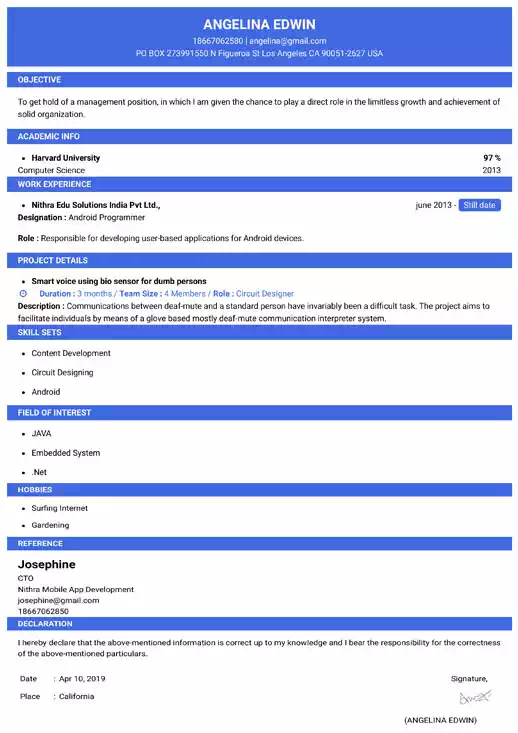 ANGELINA EDWIN
18667062580 | angelina@gmail.com
PO BOX 273991550 N Figueroa St Los Angeles CA 90051-2627 USA
OBJECTIVE
To get hold of a management position, in which I am given the chance to play a direct role in the limitless growth and achievement of
solid organization.
ACADEMIC INFO
• Harvard University 97 %
Computer Science 2013
WORK EXPERIENCE
• Nithra Edu Solutions India Pvt Ltd., june 2013 - Still date
Designation : Android Programmer
Role : Responsible for developing user-based applications for Android devices.
PROJECT DETAILS
• Smart voice using bio sensor for dumb persons
Duration : 3 months / Team Size : 4 Members / Role : Circuit Designer
Description : Communications between deaf-mute and a standard person have invariably been a difficult task. The project aims to
facilitate individuals by means of a glove based mostly deaf-mute communication interpreter system.
SKILL SETS
• Content Development
• Circuit Designing
• Android
FIELD OF INTEREST
• JAVA
• Embedded System
• .Net
HOBBIES
• Surfing Internet
• Gardening
REFERENCE
Josephine
CTO
Nithra Mobile App Development
josephine@gmail.com
18667062850
DECLARATION
I hereby declare that the above-mentioned information is correct up to my knowledge and I bear the responsibility for the correctness
of the above-mentioned particulars.
Date : Apr 10, 2019 Signature,
Place : California
(ANGELINA EDWIN)